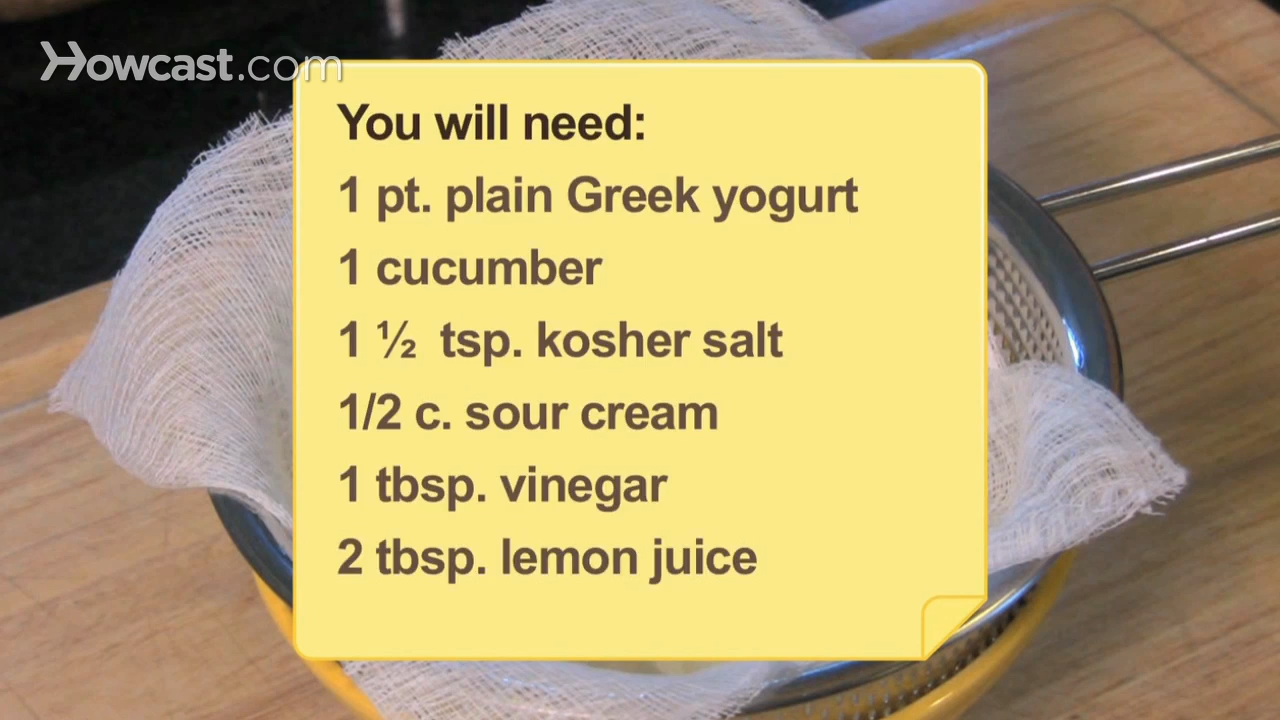 Howcast.com
You will need:
1 pt. plain Greek yogurt
1 cucumber
1 ½ tsp. kosher salt
1/2 c. sour cream
1 tbsp. vinegar
2 tbsp. lemon juice